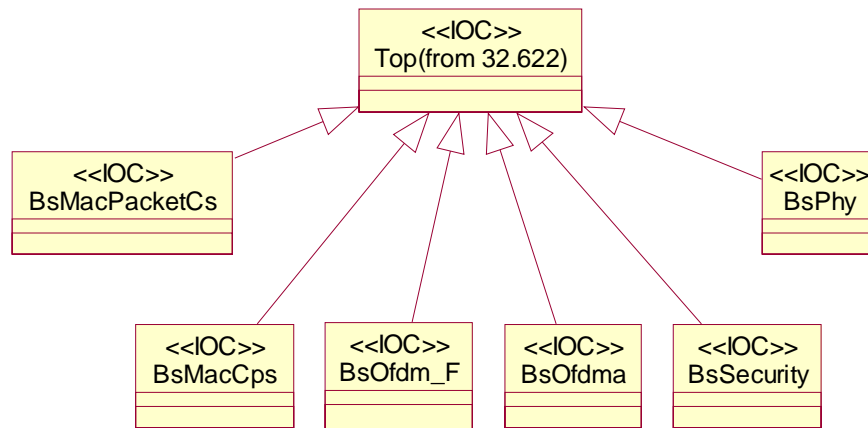 <<IOC>>
Top(from 32.622)
<<IOC>>
BsMacPacketCs
<<IOC>>
BsPhy
<<IOC>>
BsMacCps
<<IOC>>
BsOfdm_F
<<IOC>>
BsOfdma
<<IOC>>
BsSecurity